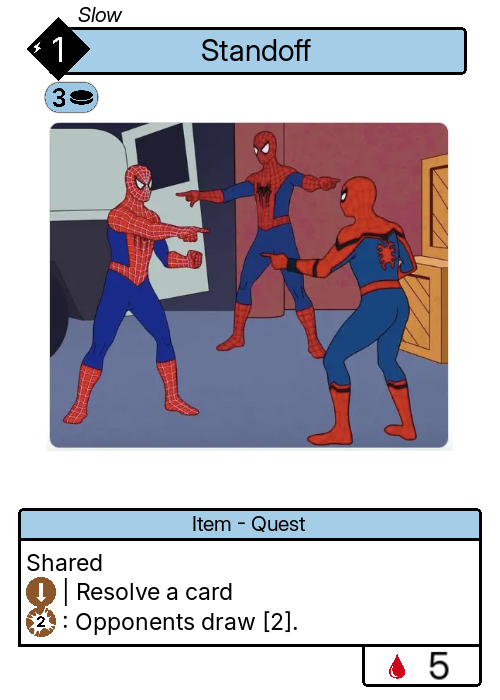 Slow
1
Standoff
3
Item - Quest
Shared
| Resolve a card
2 : Opponents draw [2].
5